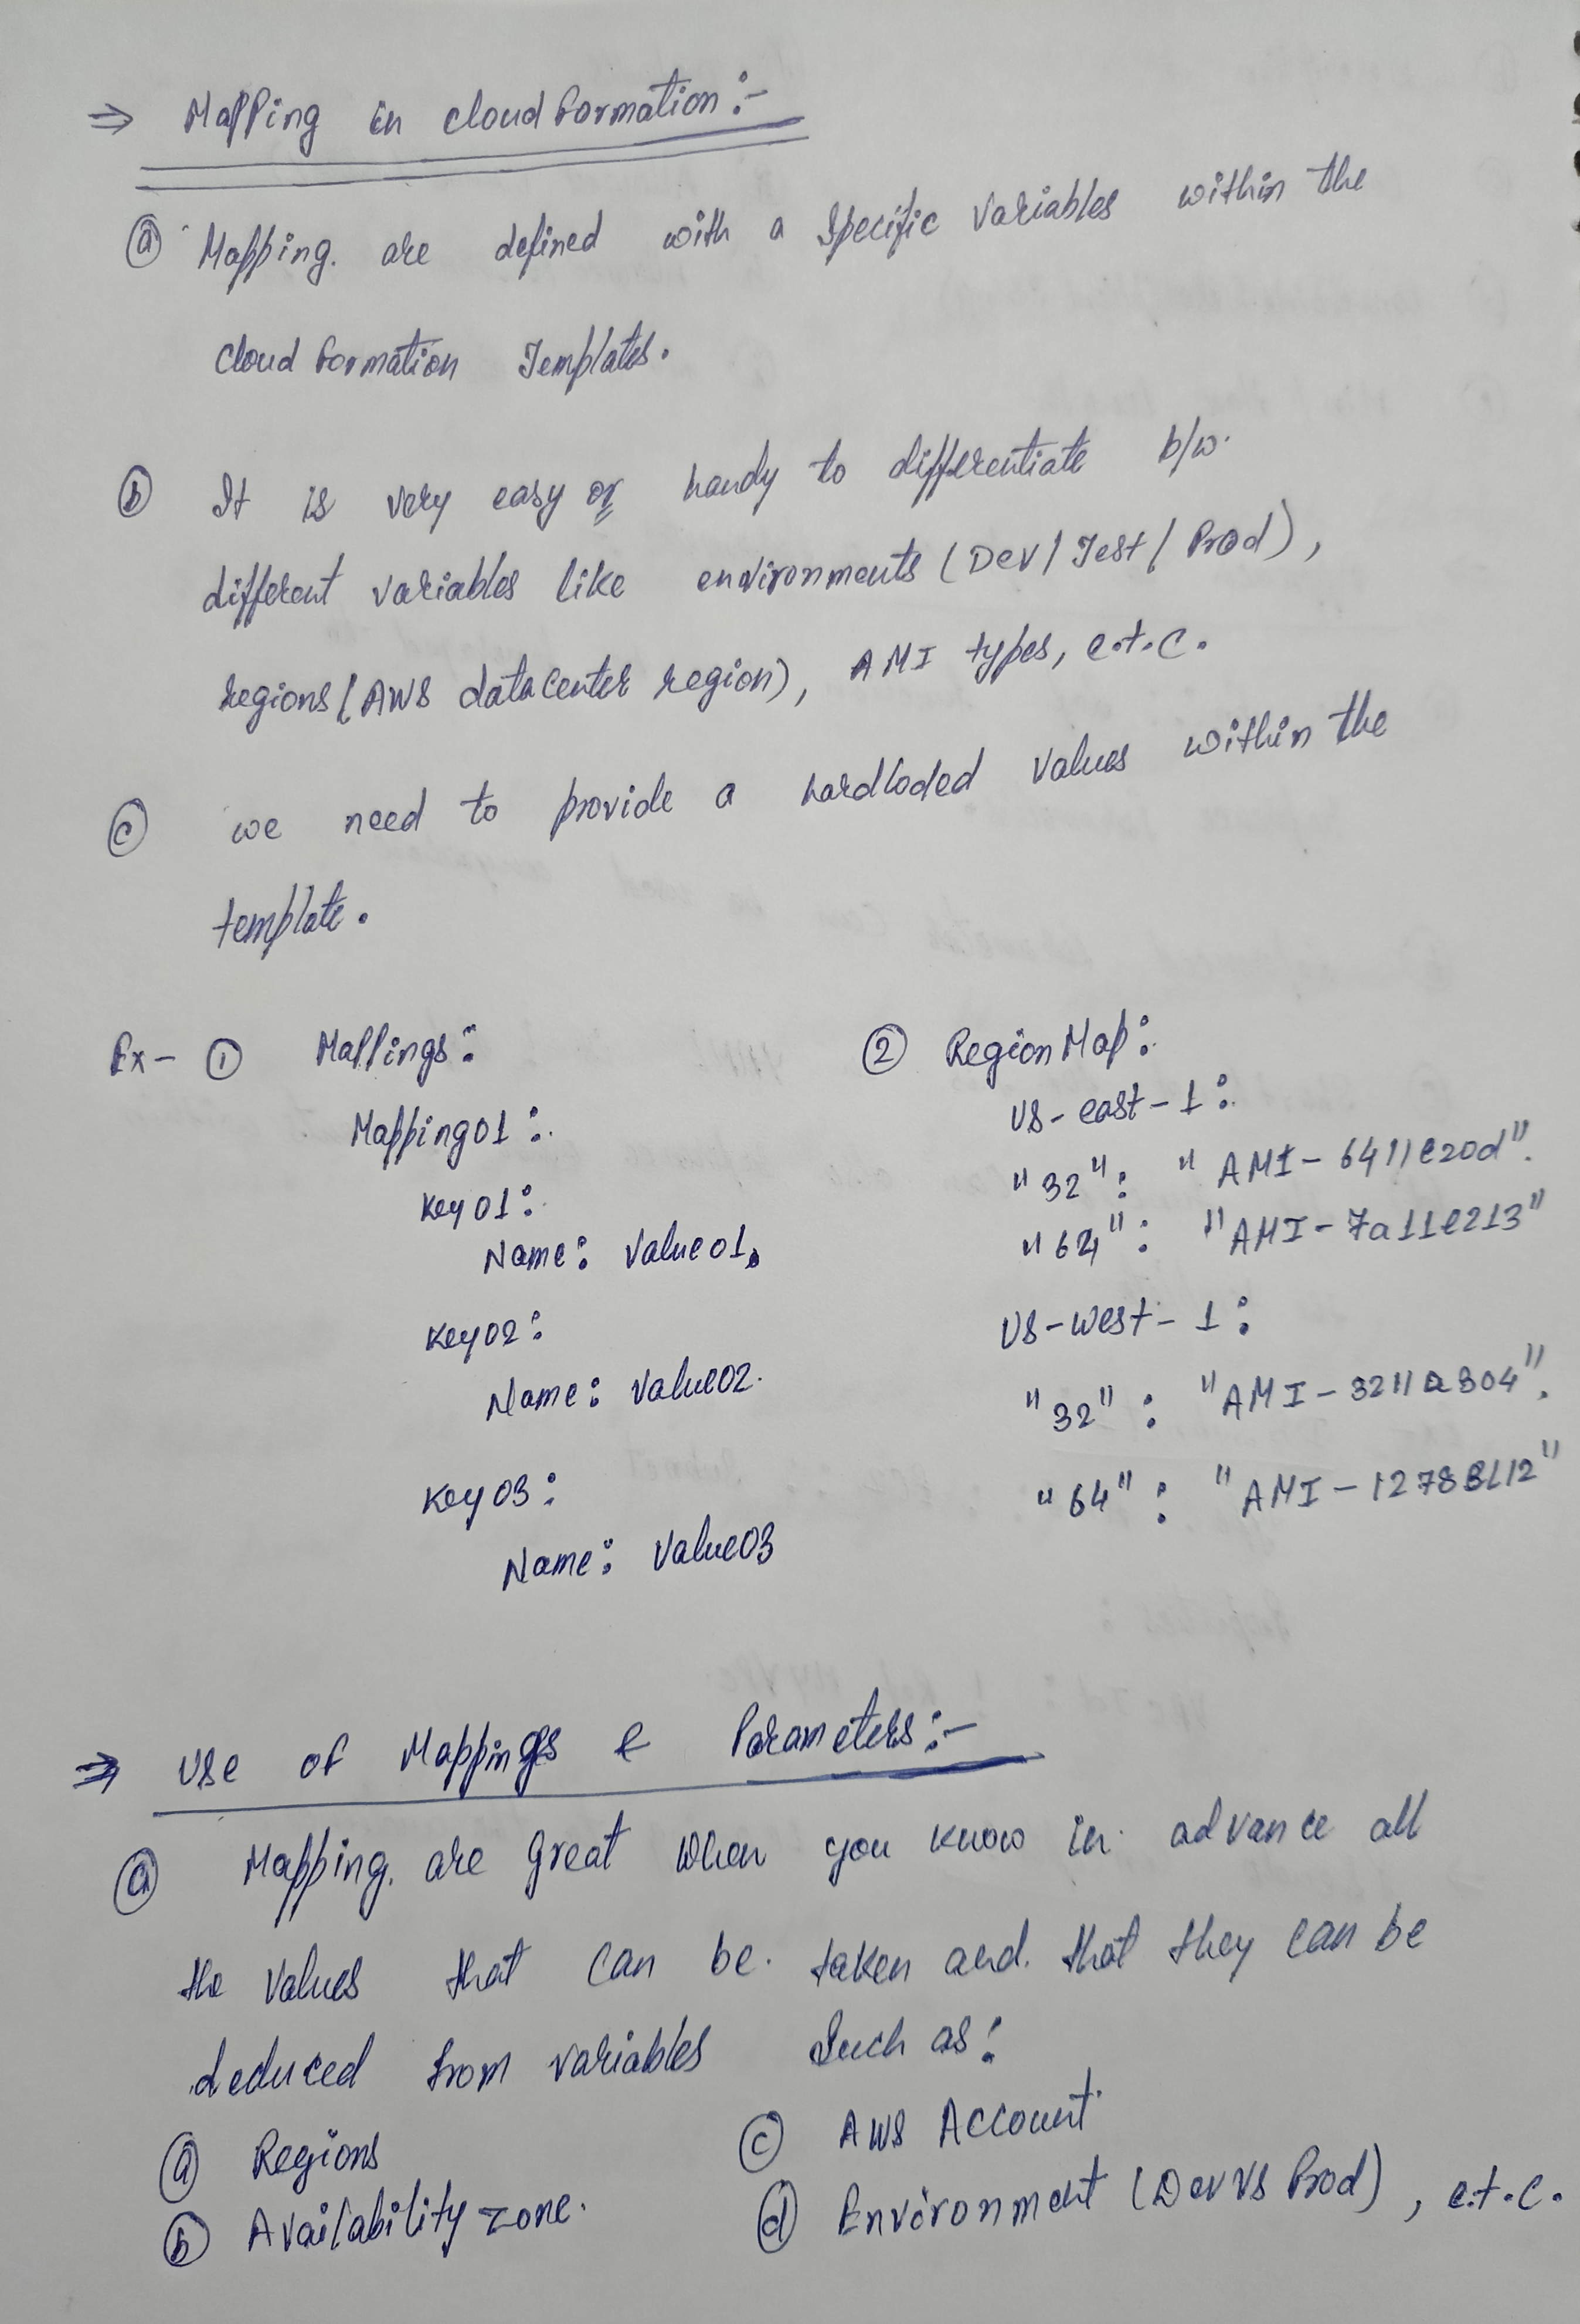 ⇒ Mapping in cloud formation :-
ⓐ Mapping are defined with a specific variables within the
cloud formation Templates.
ⓑ It is very easy or handy to differentiate b/w
different variables like environments (Dev/Test/Prod),
regions (AWS datacenter region), AMI types, e.t.c.
ⓒ we need to provide a hardcoded values within the
template.
Ex- ① Mappings:
Mapping01:
Key01:
Name: Value01
Key02:
Name: Value02
Key03:
Name: Value03
② RegionMap:
US-east-1:
"32": "AMI-6411e20d"
"64": "AMI-7a11e213"
US-west-1:
"32": "AMI-3211a304"
"64": "AMI-
⇒ Use of Mappings & Parameters:-
ⓐ Mapping are great when you know in advance all
the values that can be taken and that they can be
deduced from variables Such as:
ⓐ Regions
ⓑ Availability zone.
ⓒ AWS Account
ⓓ Environment (Dev vs Prod), e.t.c.